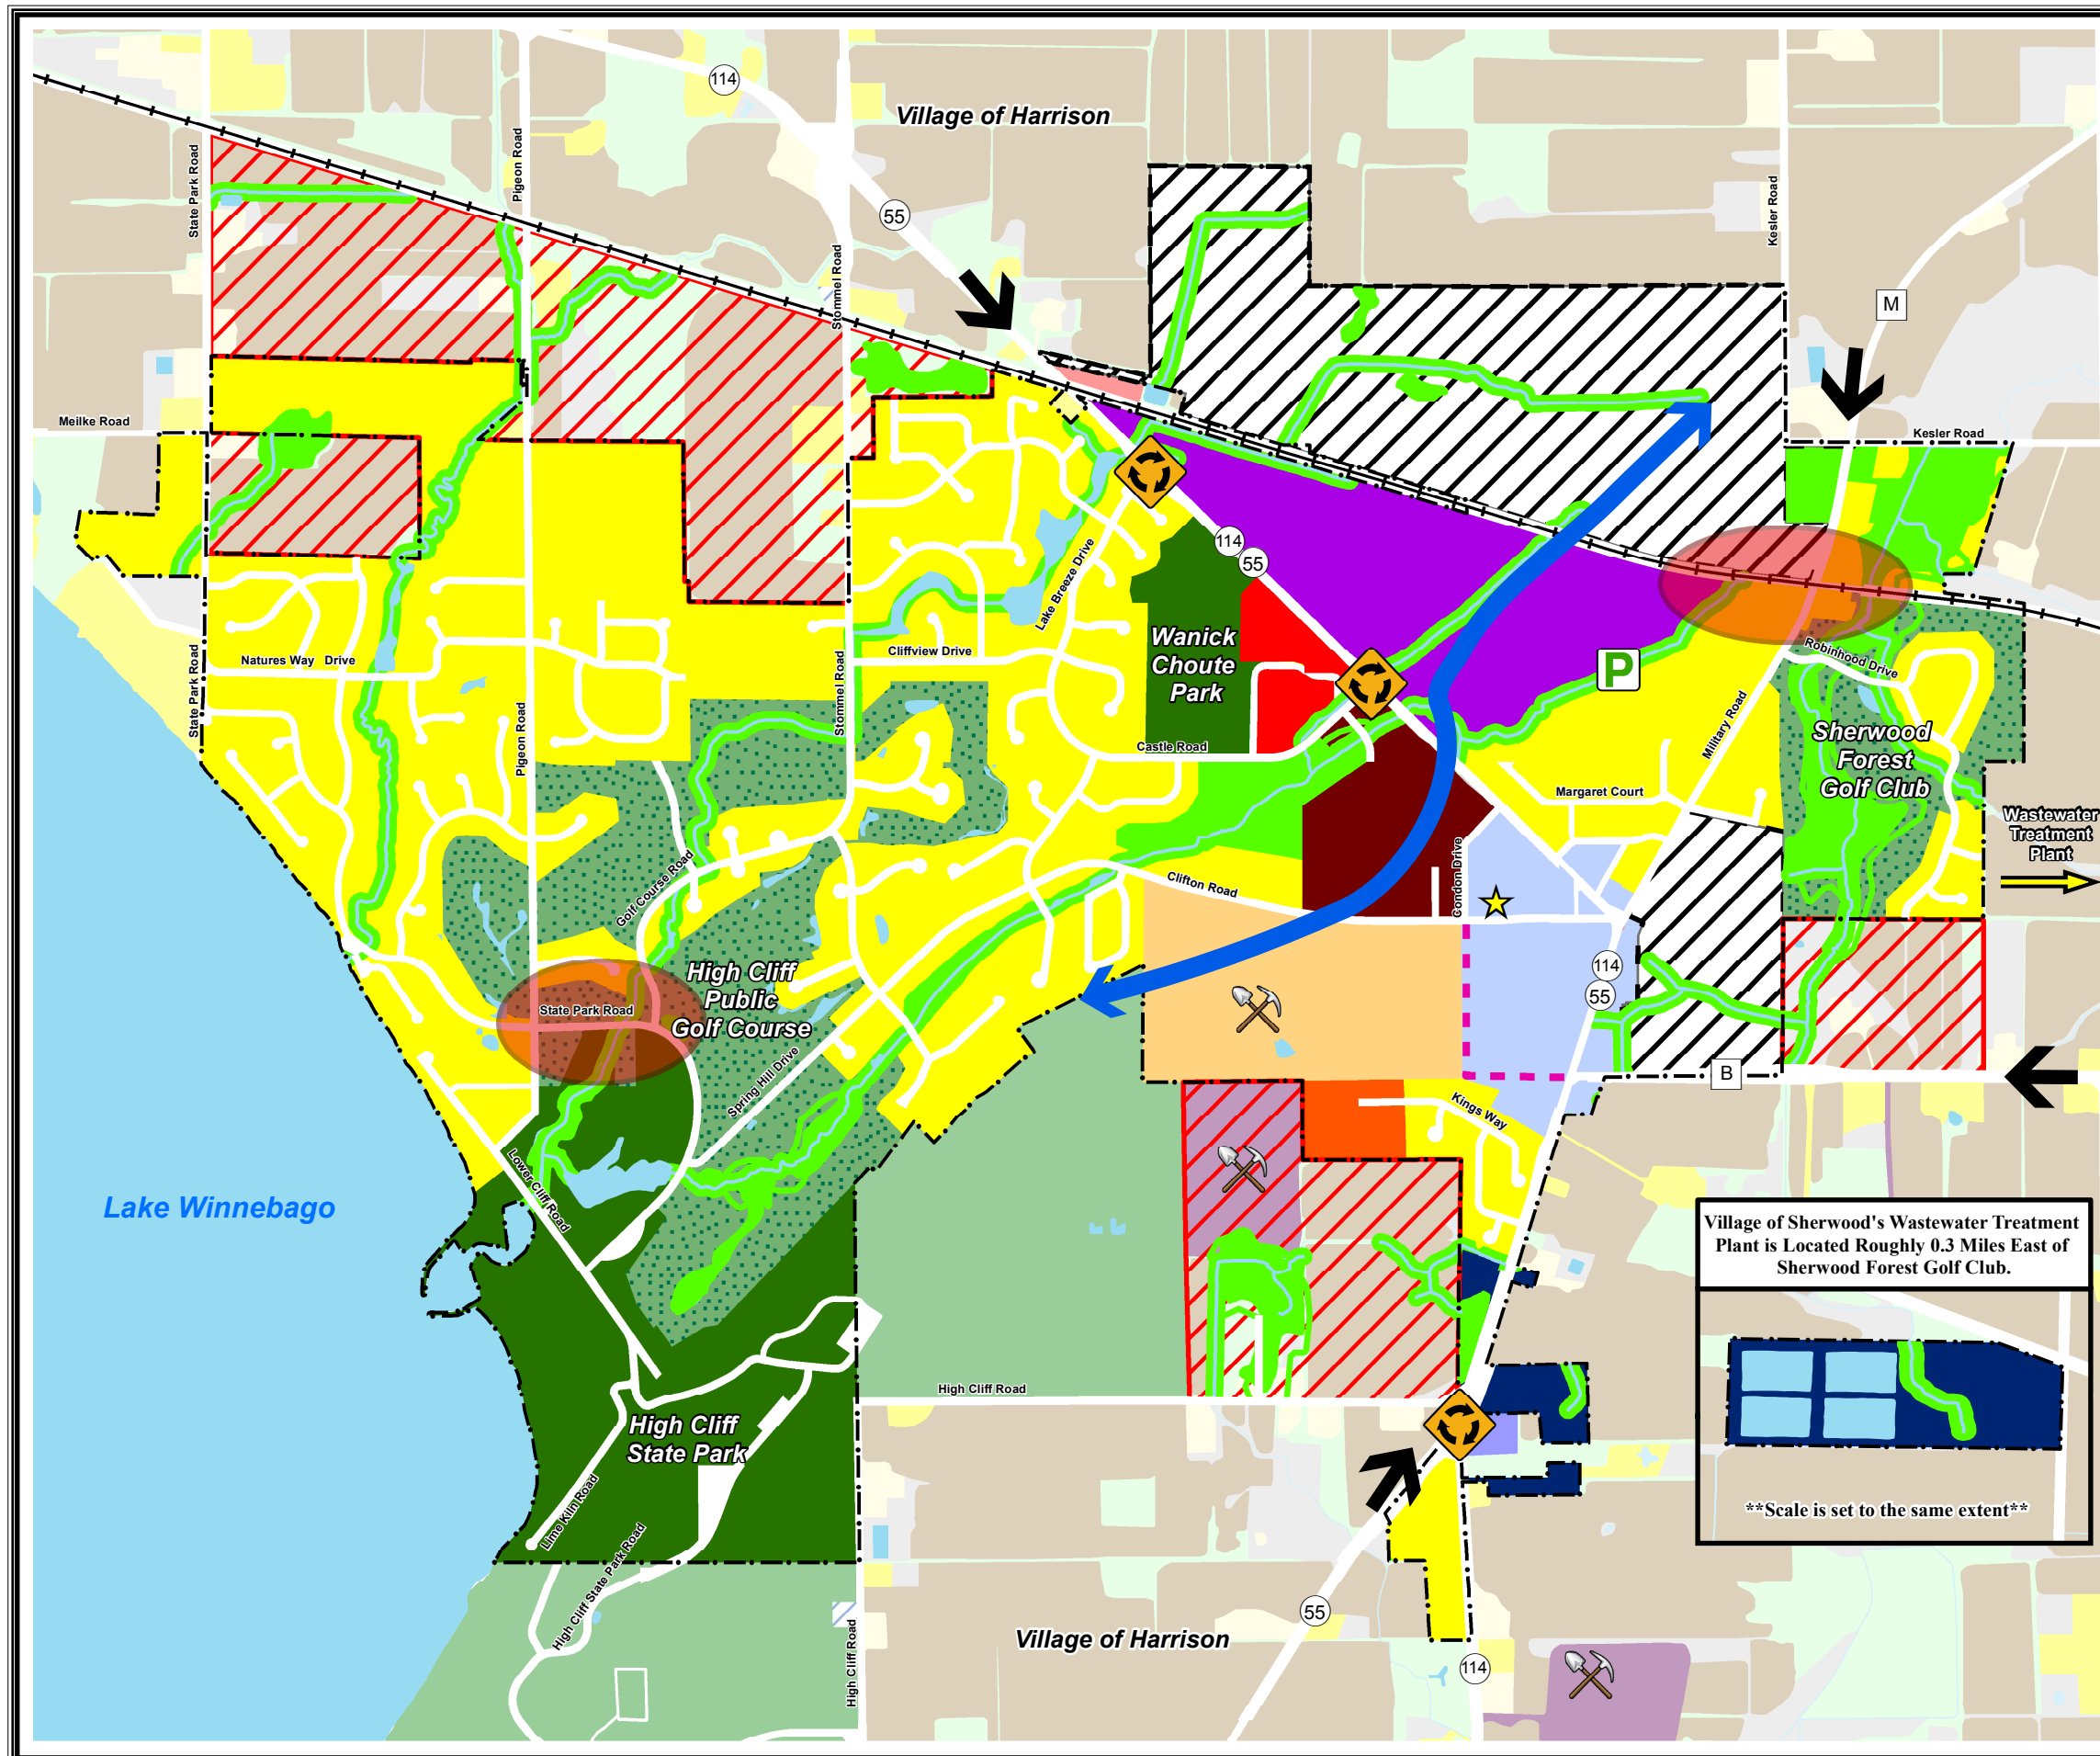 114
Village of Harrison
State Park Road
Pigeon Road
Kesler Road
55
Stommel Road
M
Meilke Road
Kesler Road
114
55
Lake Breeze Drive
Wanick
Choute
Park
Cliffview Drive
Natures Way Drive
Robinhood Drive
P
State Park Road
Stommel Road
Pigeon Road
Military Road
Castle Road
Sherwood
Forest
Golf Club
Margaret Court
Wastewater
Treatment
Plant
Golf Course Road
Clifton Road
Condon Drive
High Cliff
Public
Golf Course
State Park Road
114
55
Spring Hill Drive
B
Kings Way
Lower Cliff Road
Lake Winnebago
Village of Sherwood's Wastewater Treatment
Plant is Located Roughly 0.3 Miles East of
Sherwood Forest Golf Club.
High Cliff Road
High Cliff
State Park
Lime Kiln Road
**Scale is set to the same extent**
High Cliff State Park Road
High Cliff Road
55
Village of Harrison
114